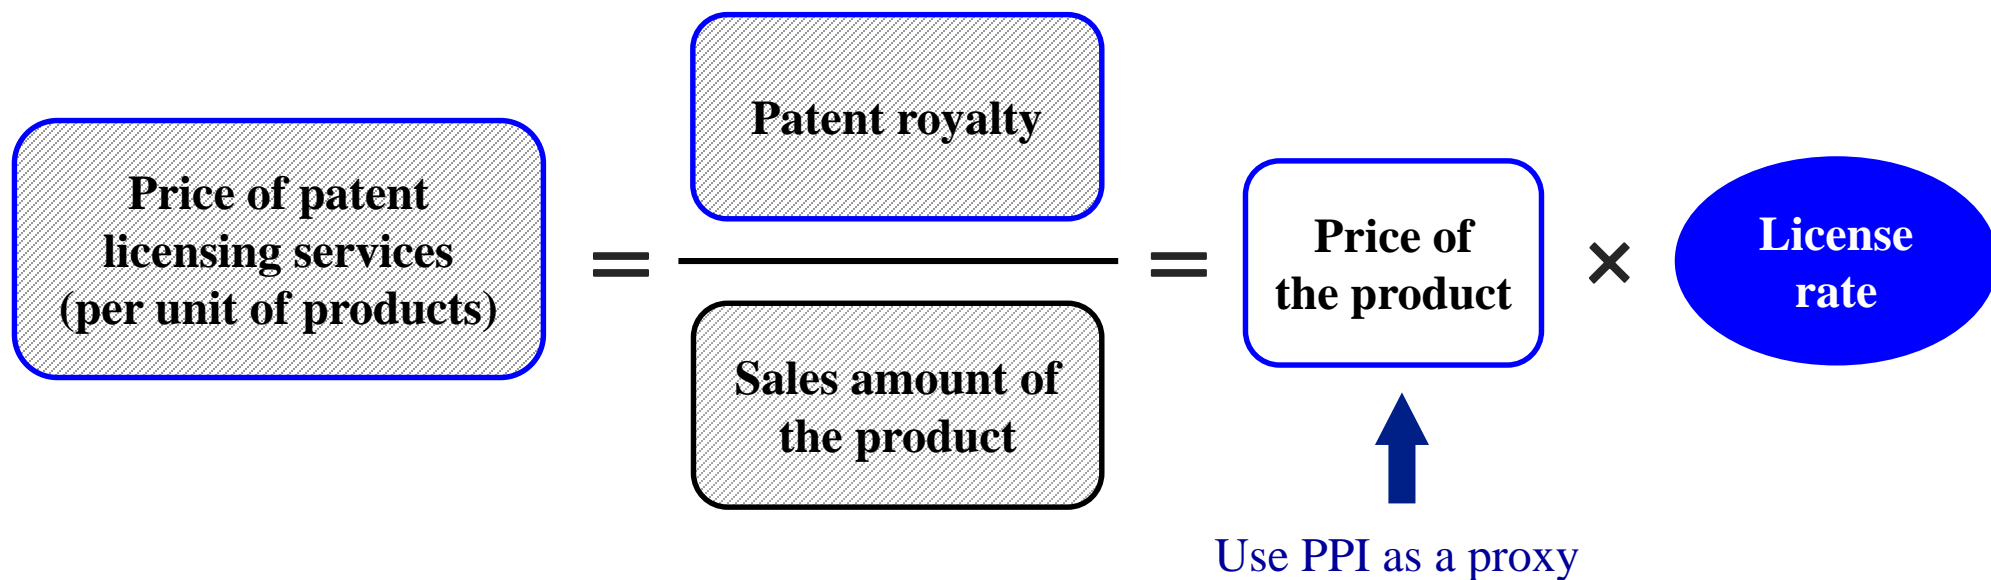 Price of patent
licensing services
(per unit of products)
=
Patent royalty
Sales amount of
the product
=
Price of
the product
×
License
rate
Use PPI as a proxy